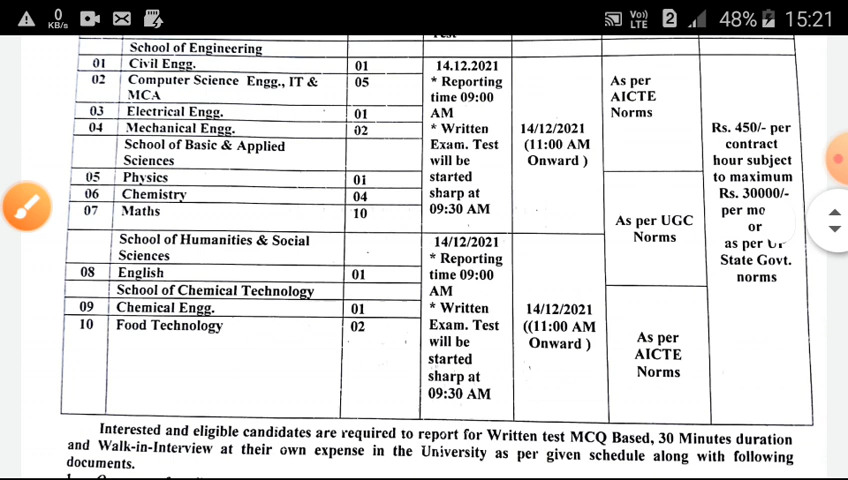 0
KB/s
Vo))
LTE
2
48%
15:21
School of Engineering
01 Civil Engg. 01
02 Computer Science Engg., IT & 05
MCA
03 Electrical Engg. 01
04 Mechanical Engg. 02
School of Basic & Applied
Sciences
05 Physics 01
06 Chemistry 04
07 Maths 10
14.12.2021
* Reporting
time 09:00
AM
* Written
Exam. Test
will be
started
sharp at
09:30 AM
14/12/2021
(11:00 AM
Onward )
As per
AICTE
Norms
Rs. 450/- per
contract
hour subject
to maximum
Rs. 30000/-
per mo
or
as per
State Govt.
norms
As per UGC
Norms
School of Humanities & Social
Sciences
08 English 01
School of Chemical Technology
09 Chemical Engg. 01
10 Food Technology 02
14/12/2021
* Reporting
time 09:00
AM
* Written
Exam. Test
will be
started
sharp at
09:30 AM
14/12/2021
((11:00 AM
Onward )
As per
AICTE
Norms
Interested and eligible candidates are required to report for Written test MCQ Based, 30 Minutes duration
and Walk-in-Interview at their own expense in the University as per given schedule along with following
documents.